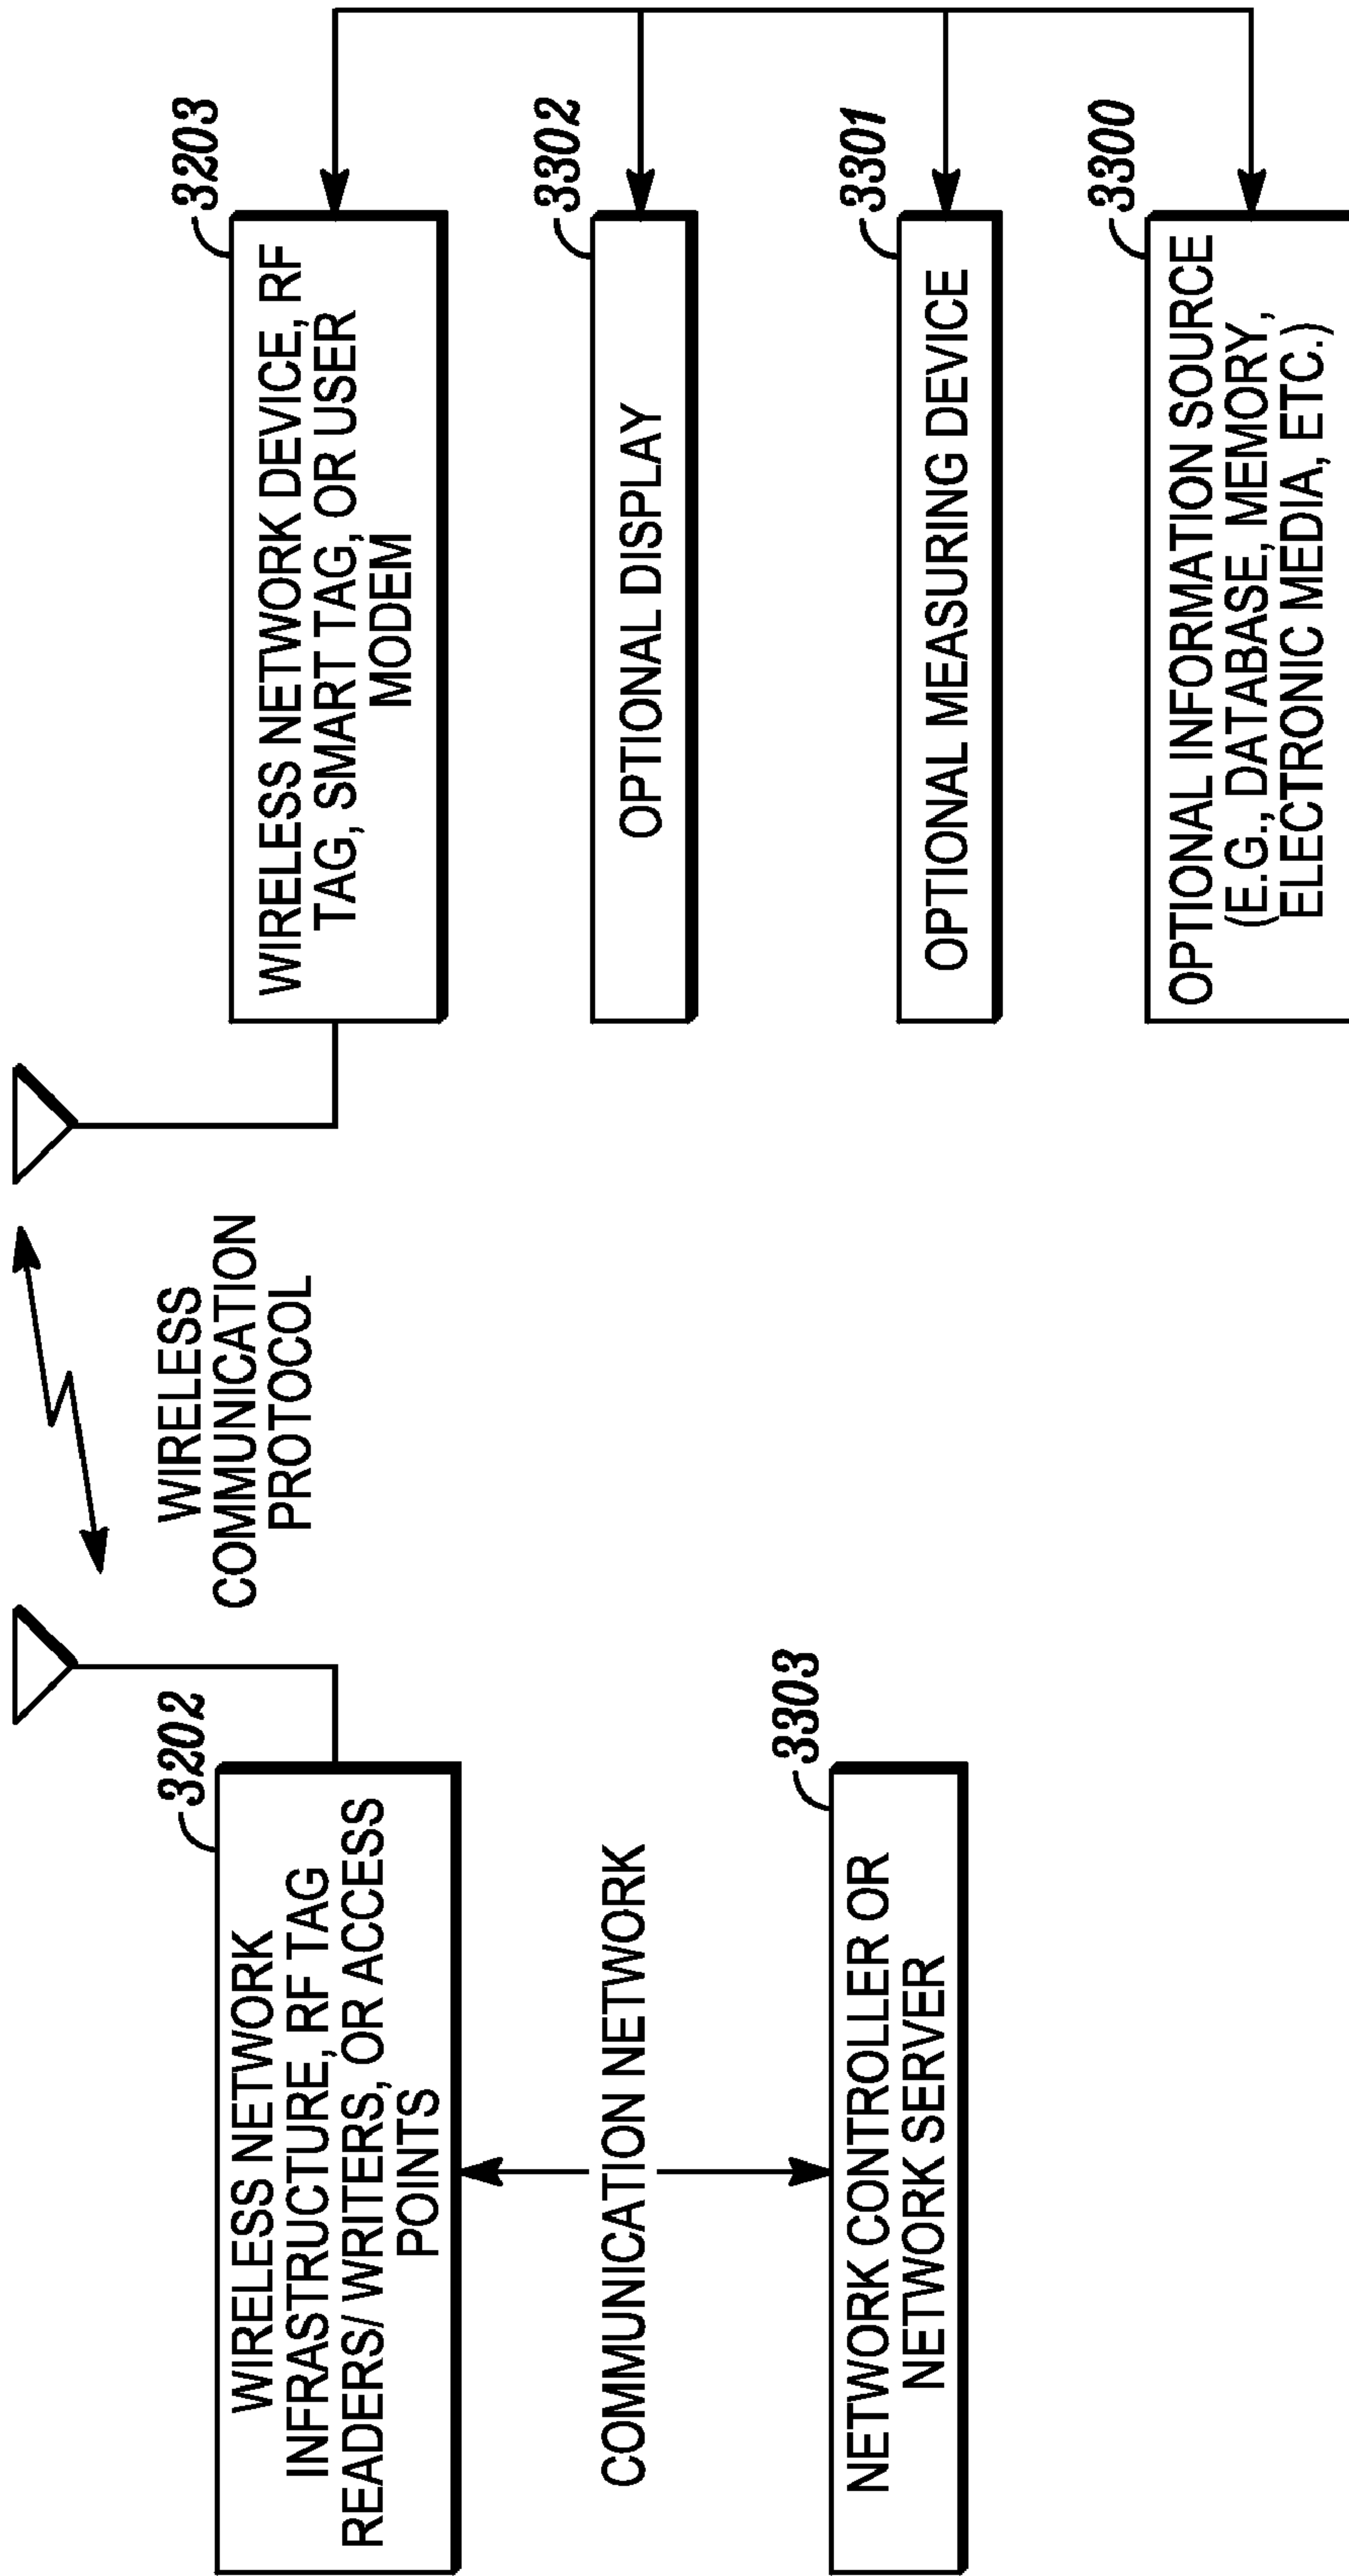 3202
WIRELESS NETWORK
INFRASTRUCTURE, RF TAG
READERS/ WRITERS, OR ACCESS
POINTS
COMMUNICATION NETWORK
3303
NETWORK CONTROLLER OR
NETWORK SERVER
WIRELESS
COMMUNICATION
PROTOCOL
3203
WIRELESS NETWORK DEVICE, RF
TAG, SMART TAG, OR USER
MODEM
3302
OPTIONAL DISPLAY
3301
OPTIONAL MEASURING DEVICE
3300
OPTIONAL INFORMATION SOURCE
(E.G., DATABASE, MEMORY,
ELECTRONIC MEDIA, ETC.)